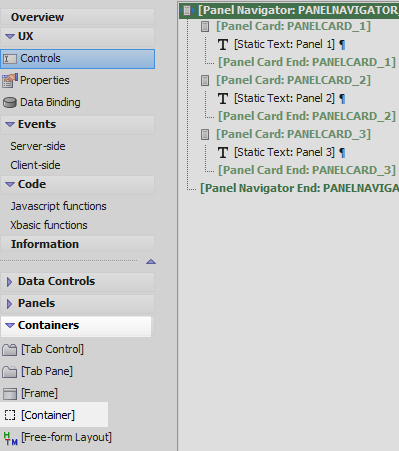 Overview
UX
Controls
Properties
Data Binding
Events
Server-side
Client-side
Code
Javascript functions
Xbasic functions
Information
Data Controls
Panels
Containers
[Tab Control]
[Tab Pane]
[Frame]
[Container]
[Free-form Layout]
[Panel Navigator: PANELNAVIGATOR
[Panel Card: PANELCARD_1]
[Static Text: Panel 1] ¶
[Panel Card End: PANELCARD_1]
[Panel Card: PANELCARD_2]
[Static Text: Panel 2] ¶
[Panel Card End: PANELCARD_2]
[Panel Card: PANELCARD_3]
[Static Text: Panel 3] ¶
[Panel Card End: PANELCARD_3]
[Panel Navigator End: PANELNAVIGA